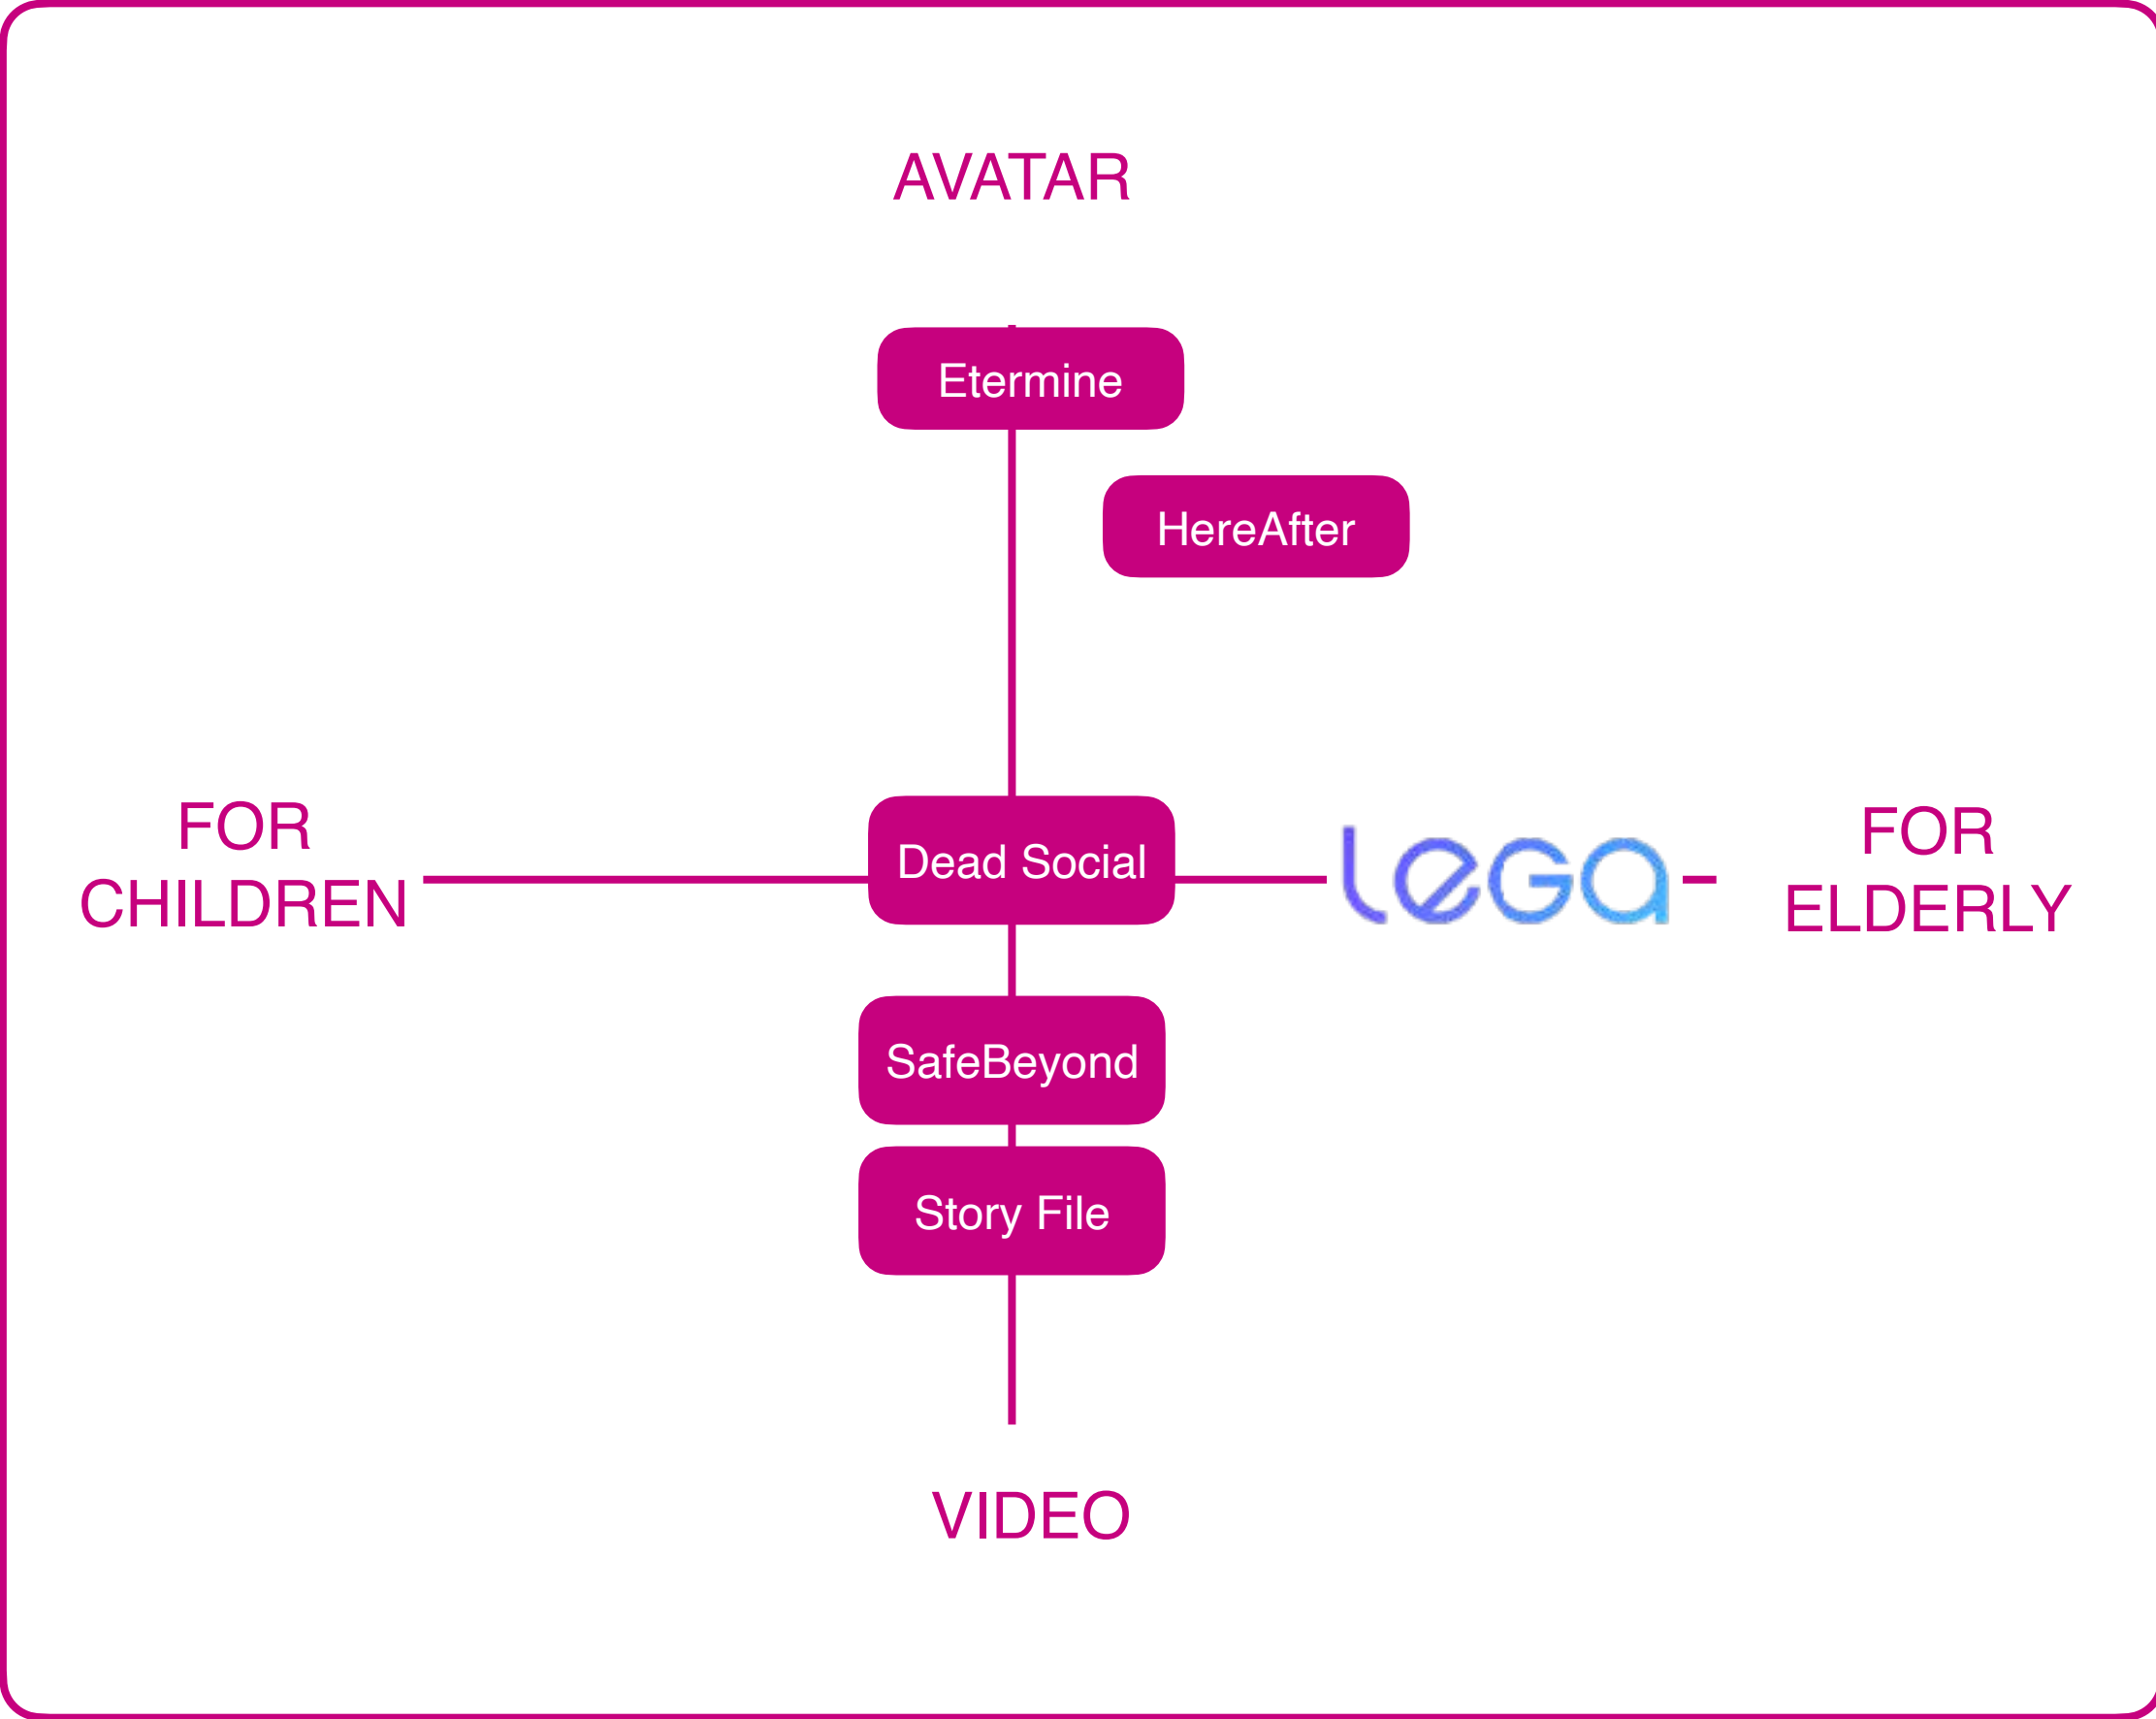 AVATAR
Etermine
HereAfter
FOR
CHILDREN
Dead Social
LeGa
FOR
ELDERLY
SafeBeyond
Story File
VIDEO